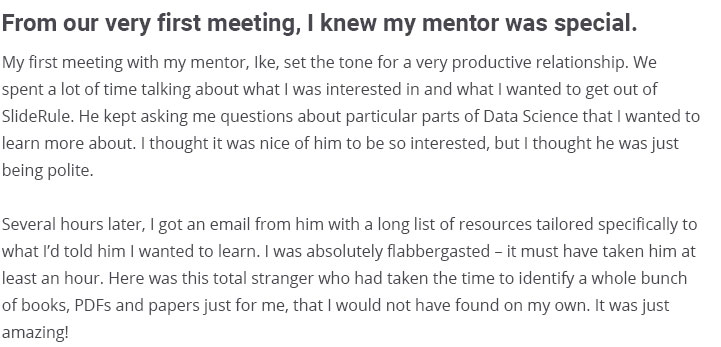 From our very first meeting, I knew my mentor was special.
My first meeting with my mentor, Ike, set the tone for a very productive relationship. We
spent a lot of time talking about what I was interested in and what I wanted to get out of
SlideRule. He kept asking me questions about particular parts of Data Science that I wanted to
learn more about. I thought it was nice of him to be so interested, but I thought he was just
being polite.
Several hours later, I got an email from him with a long list of resources tailored specifically to
what I’d told him I wanted to learn. I was absolutely flabbergasted – it must have taken him at
least an hour. Here was this total stranger who had taken the time to identify a whole bunch
of books, PDFs and papers just for me, that I would not have found on my own. It was just
amazing!